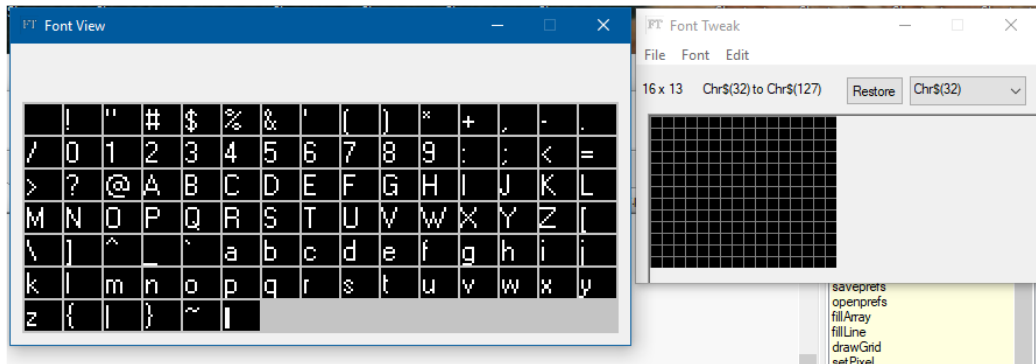 FT Font View
! " # $ % & ' ( ) * + , - .
/ 0 1 2 3 4 5 6 7 8 9 : ; < =
> ? @ A B C D E F G H I J K L
M N O P Q R S T U V W X Y Z [
\ ] ^ _ ` a b c d e f g h i j
k l m n o p q r s t u v w x y
z { | } ~
FT Font Tweak
File Font Edit
16 x 13 Chr$(32) to Chr$(127) Restore Chr$(32)
saveprefs
openprefs
fillArray
fillLine
drawGrid
setPixel